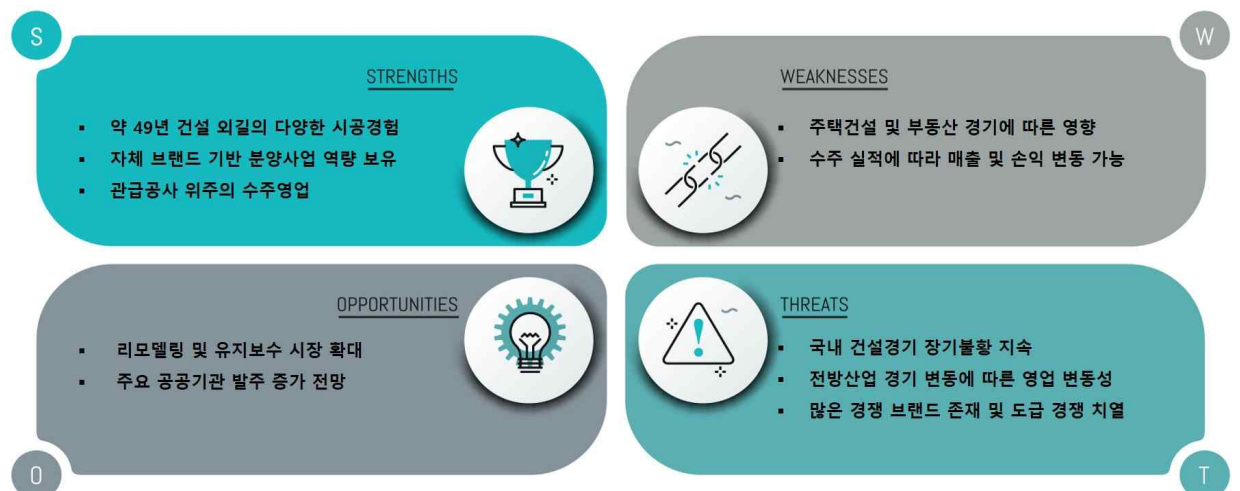 S
STRENGTHS
▪ 약 49년 건설 외길의 다양한 시공경험
▪ 자체 브랜드 기반 분양사업 역량 보유
▪ 관급공사 위주의 수주영업
W
WEAKNESSES
▪ 주택건설 및 부동산 경기에 따른 영향
▪ 수주 실적에 따라 매출 및 손익 변동 가능
OPPORTUNITIES
▪ 리모델링 및 유지보수 시장 확대
▪ 주요 공공기관 발주 증가 전망
O
THREATS
▪ 국내 건설경기 장기불황 지속
▪ 전방산업 경기 변동에 따른 영업 변동성
▪ 많은 경쟁 브랜드 존재 및 도급 경쟁 치열
T